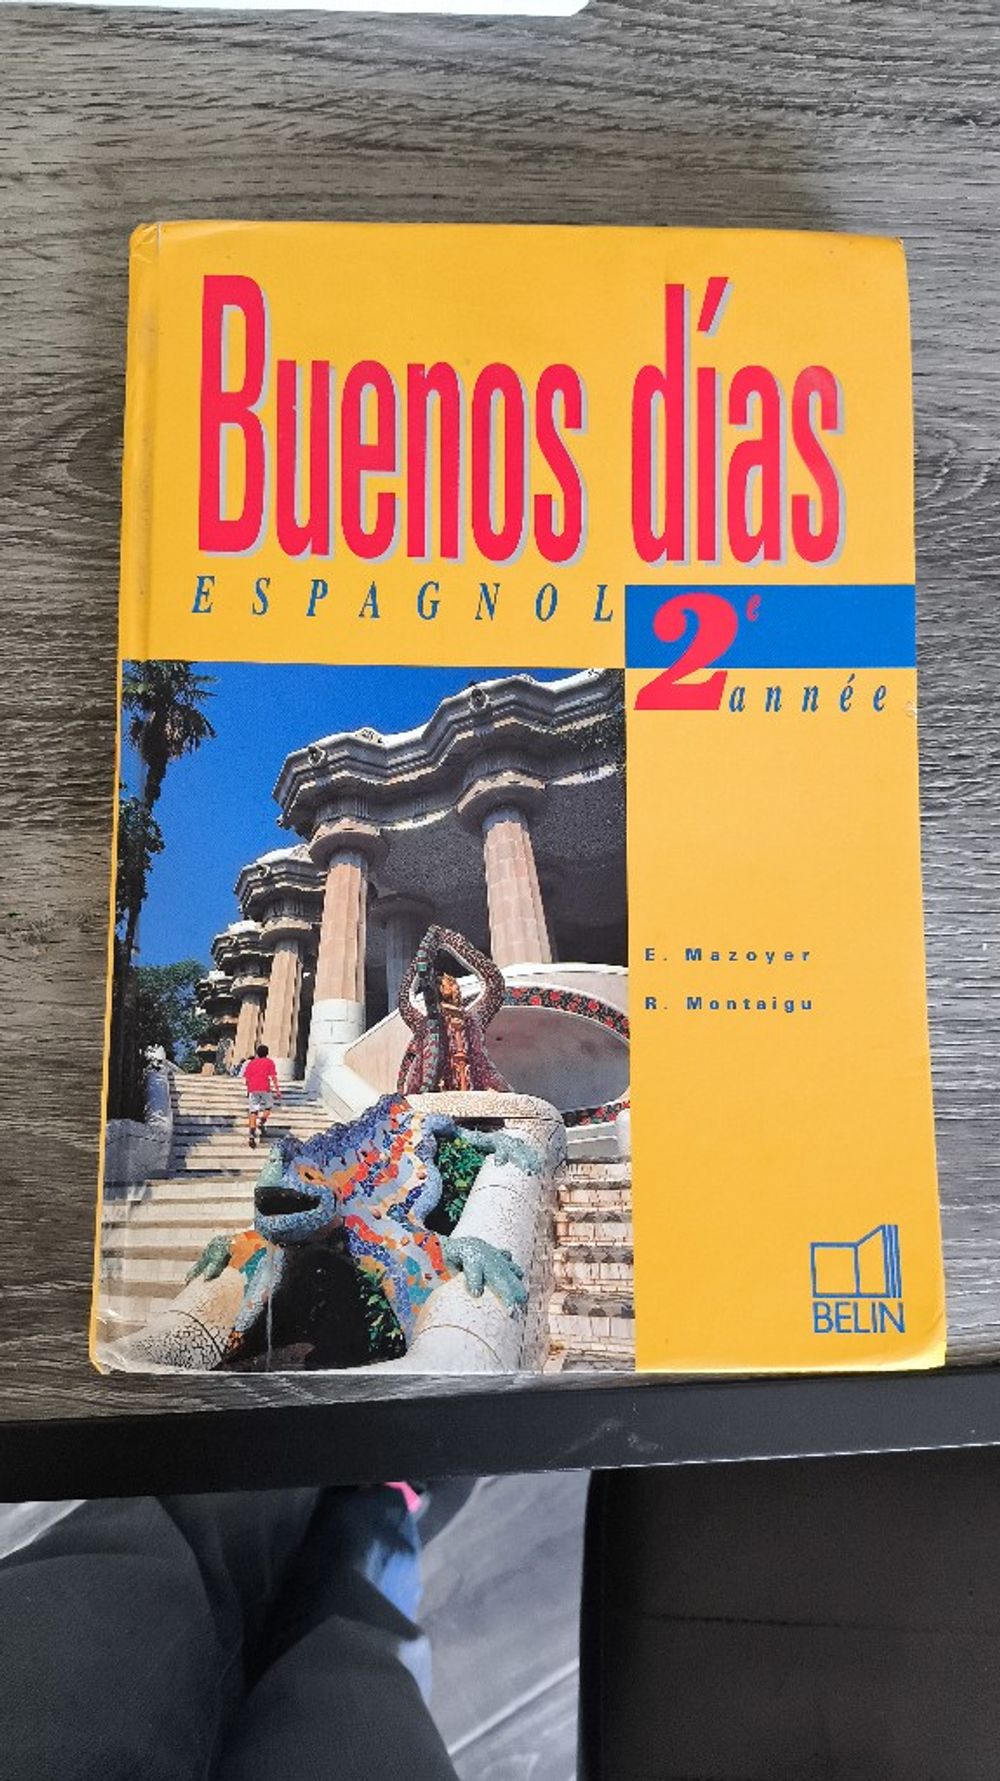 Buenos días
ESPAGNOL
2e
année
E. Mazoyer
R. Montaigu
BELIN